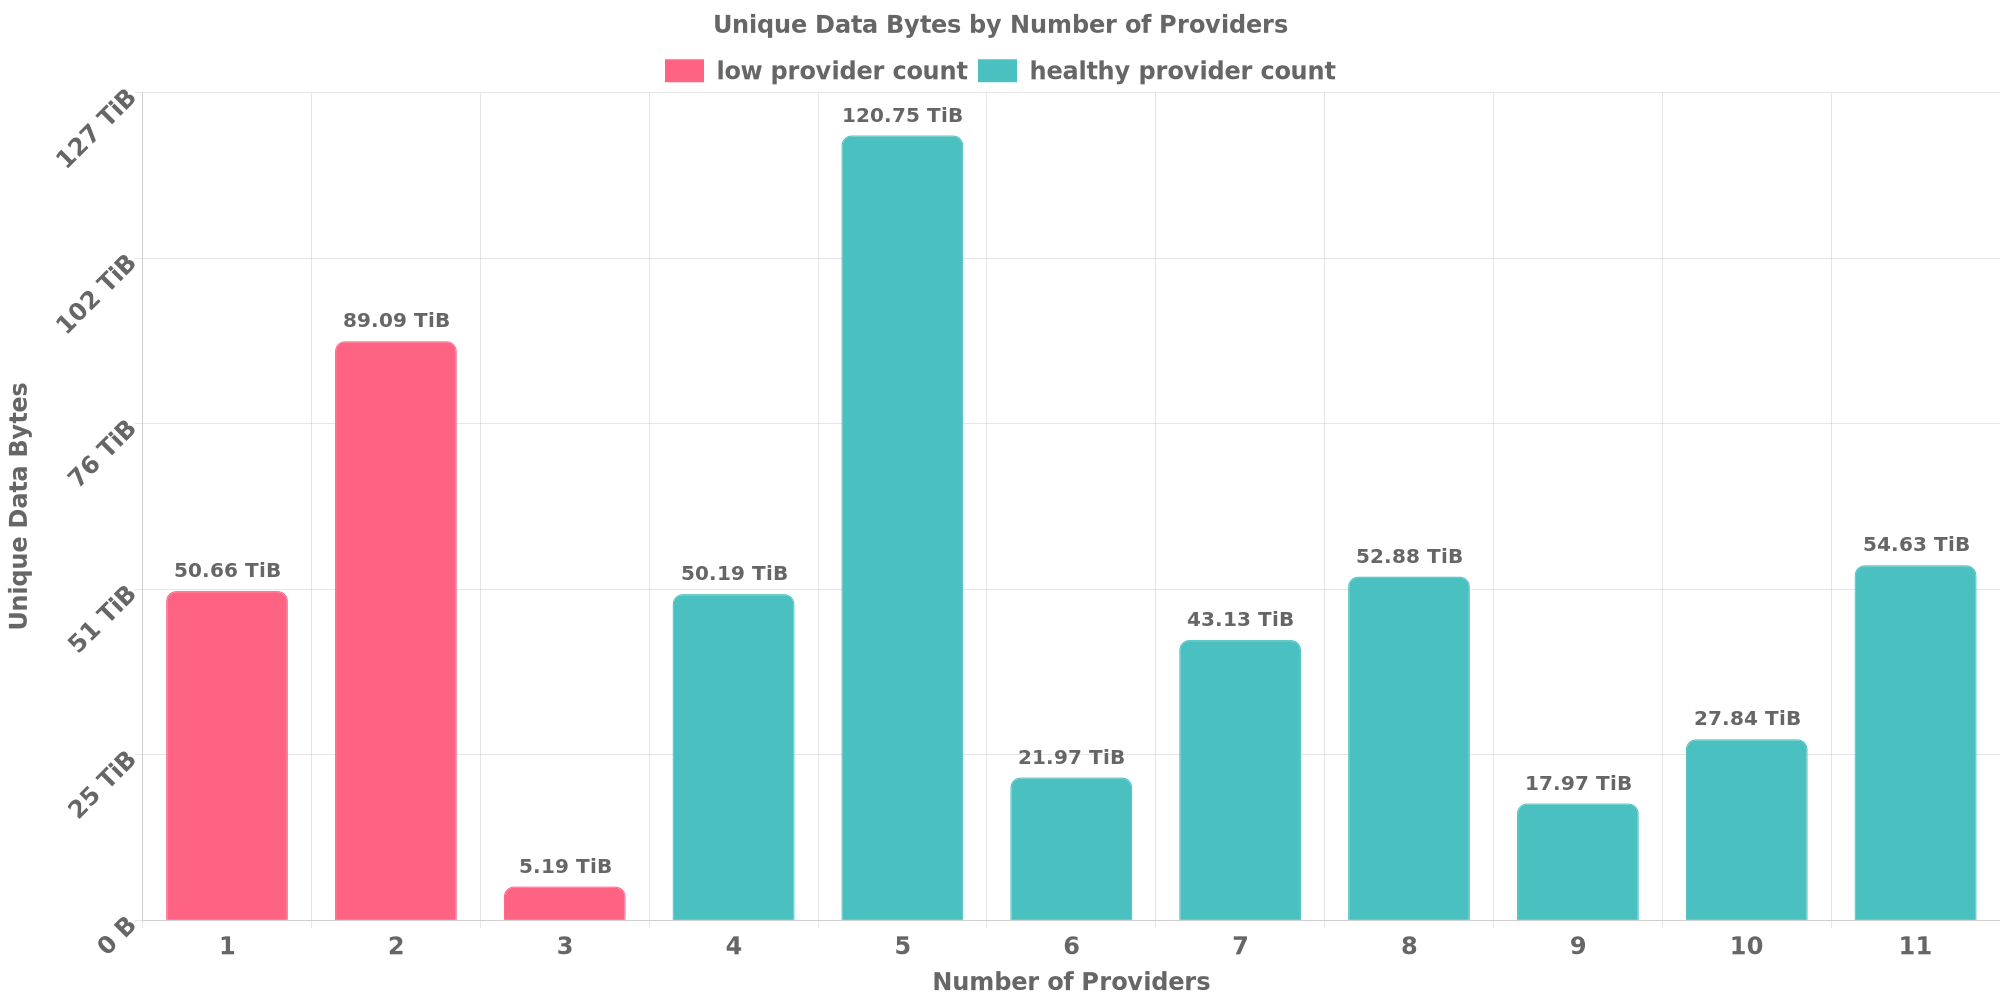 Unique Data Bytes by Number of Providers
low provider count healthy provider count
127 TiB
102 TiB
76 TiB
51 TiB
25 TiB
0 B
Unique Data Bytes
50.66 TiB
89.09 TiB
5.19 TiB
50.19 TiB
120.75 TiB
21.97 TiB
43.13 TiB
52.88 TiB
17.97 TiB
27.84 TiB
54.63 TiB
1 2 3 4 5 6 7 8 9 10 11
Number of Providers